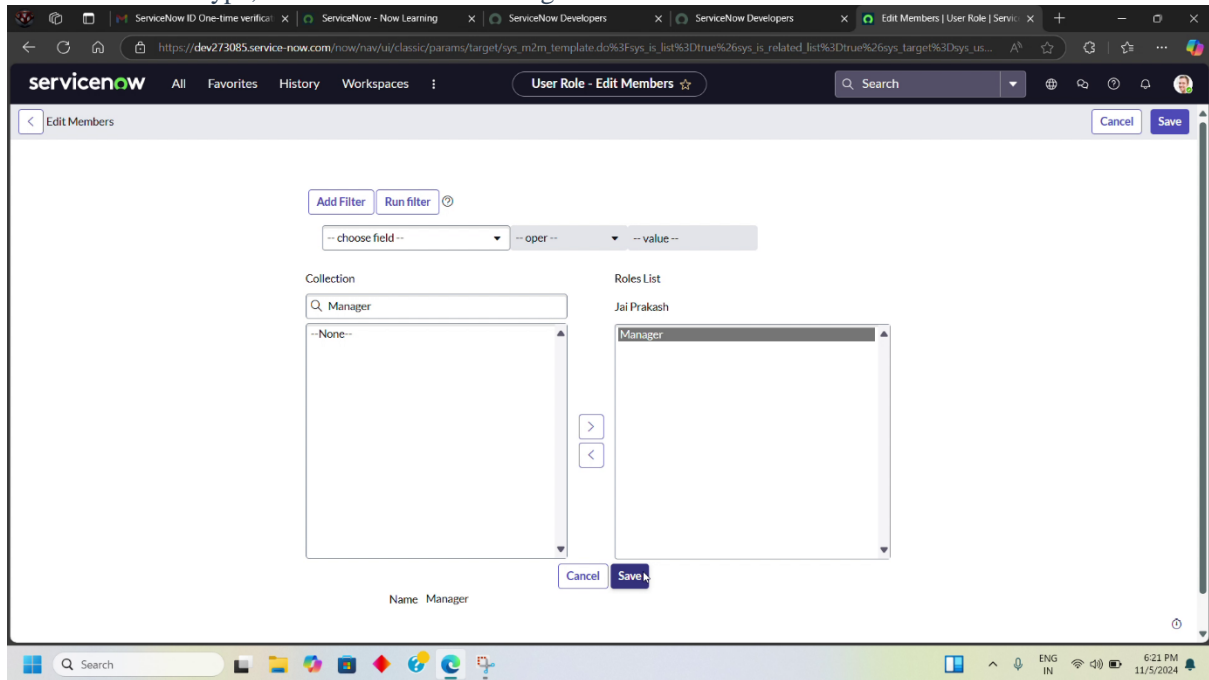 ServiceNow ID One-time verificat
ServiceNow - Now Learning
ServiceNow Developers
ServiceNow Developers
Edit Members | User Role | Servic
https://dev273085.service-now.com/now/nav/ui/classic/params/target/sys_m2m_template.do%3Fsys_is_list%3Dtrue%26sys_is_related_list%3Dtrue%26sys_target%3Dsys_us...
servicenow All Favorites History Workspaces User Role - Edit Members Search
Edit Members Cancel Save
Add Filter Run filter
-- choose field -- -- oper -- -- value --
Collection Roles List
Manager Jai Prakash
--None-- Manager
Cancel Save
Name Manager
Search ENG 6:21 PM
IN 11/5/2024